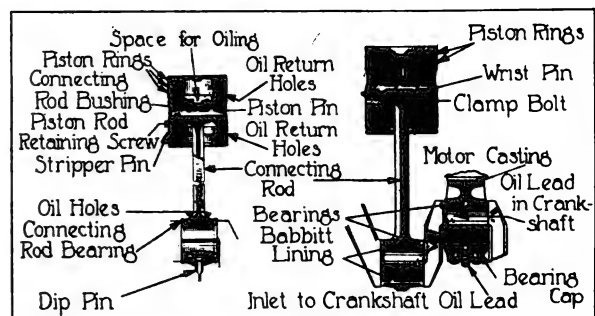 Space for Oiling
Piston Rings
Connecting
Rod Bushing
Piston Rod
Retaining Screw
Stripper Pin
Oil Return
Holes
Piston Pin
Oil Return
Holes
Connecting
Rod
Oil Holes
Connecting
Rod Bearing
Dip Pin
Piston Rings
Wrist Pin
Clamp Bolt
Motor Casting
Oil Lead
in Crank-
shaft
Bearings
Babbitt
Lining
Bearing
Cap
Inlet to Crankshaft Oil Lead